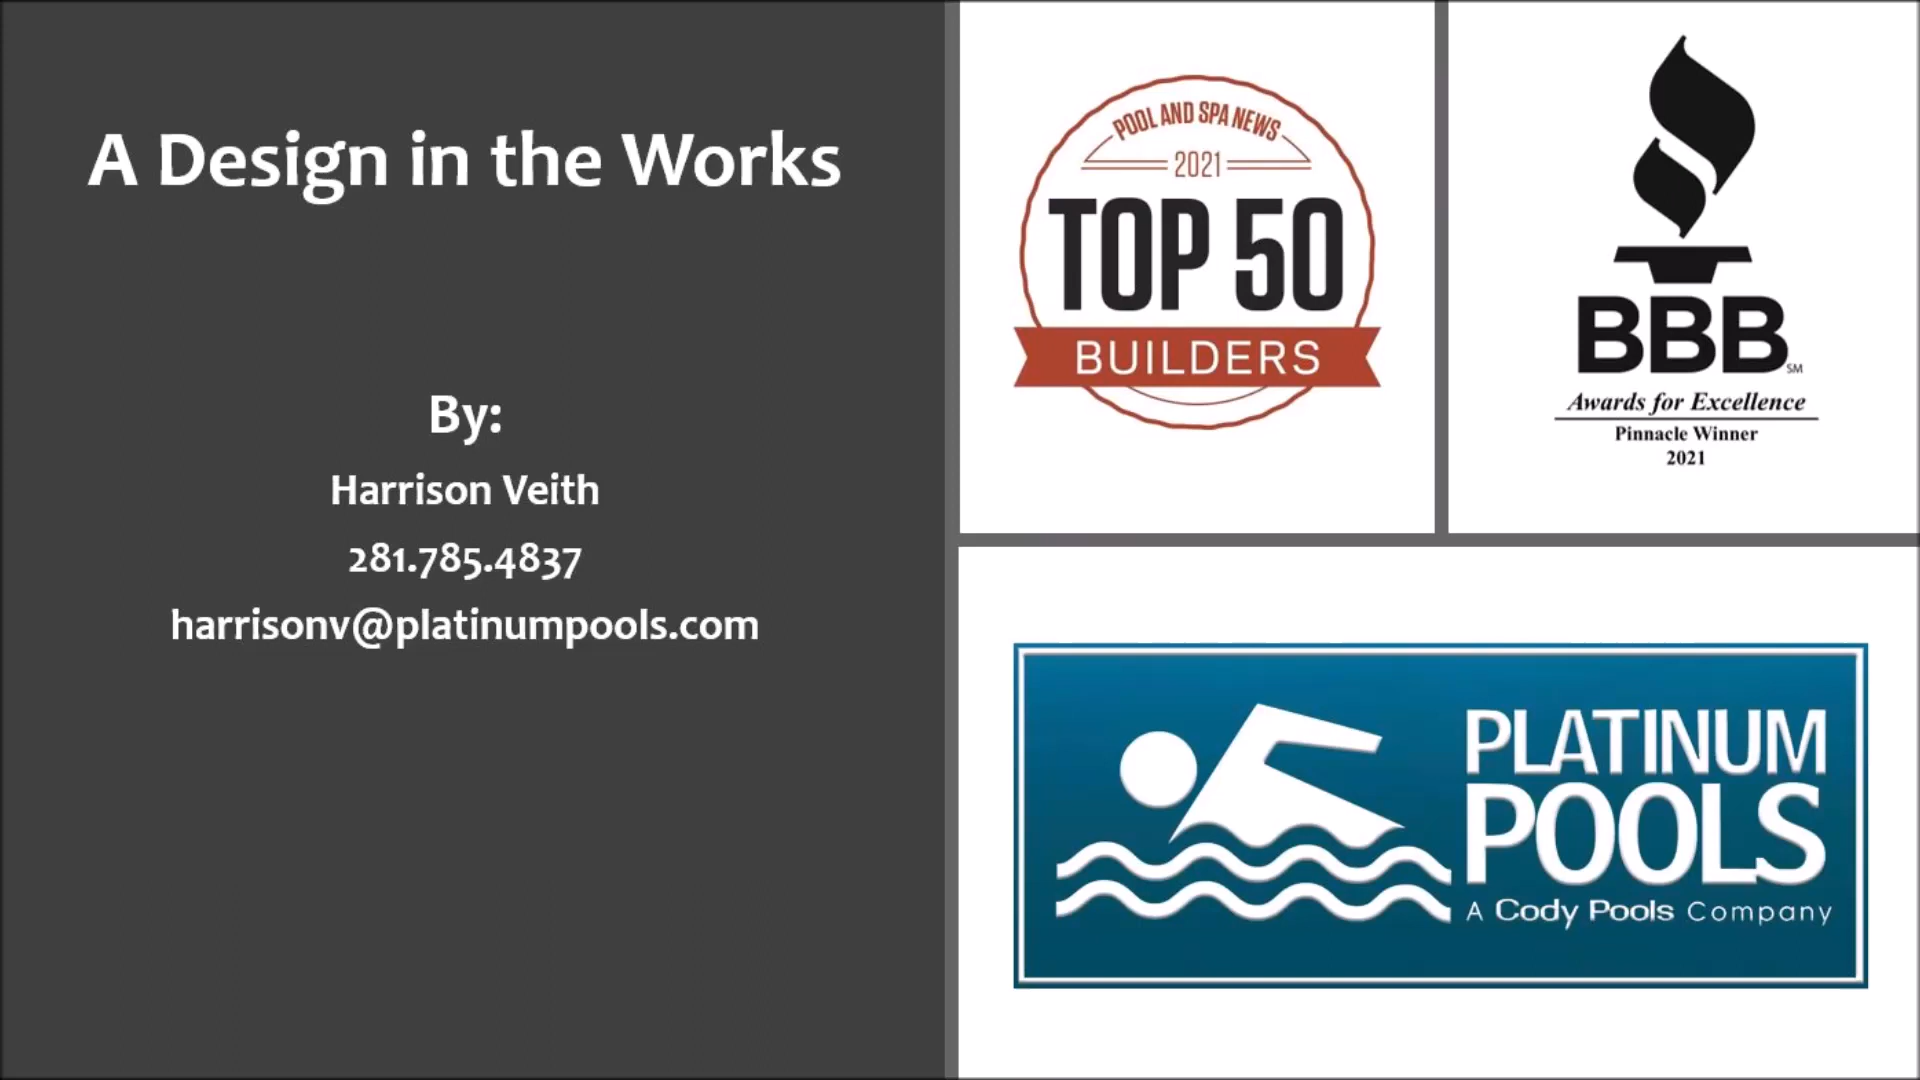 A Design in the Works
By:
Harrison Veith
281.785.4837
harrisonv@platinumpools.com
POOL AND SPA NEWS
2021
TOP 50
BUILDERS
BBB SM
Awards for Excellence
Pinnacle Winner
2021
PLATINUM
POOLS
A Cody Pools Company